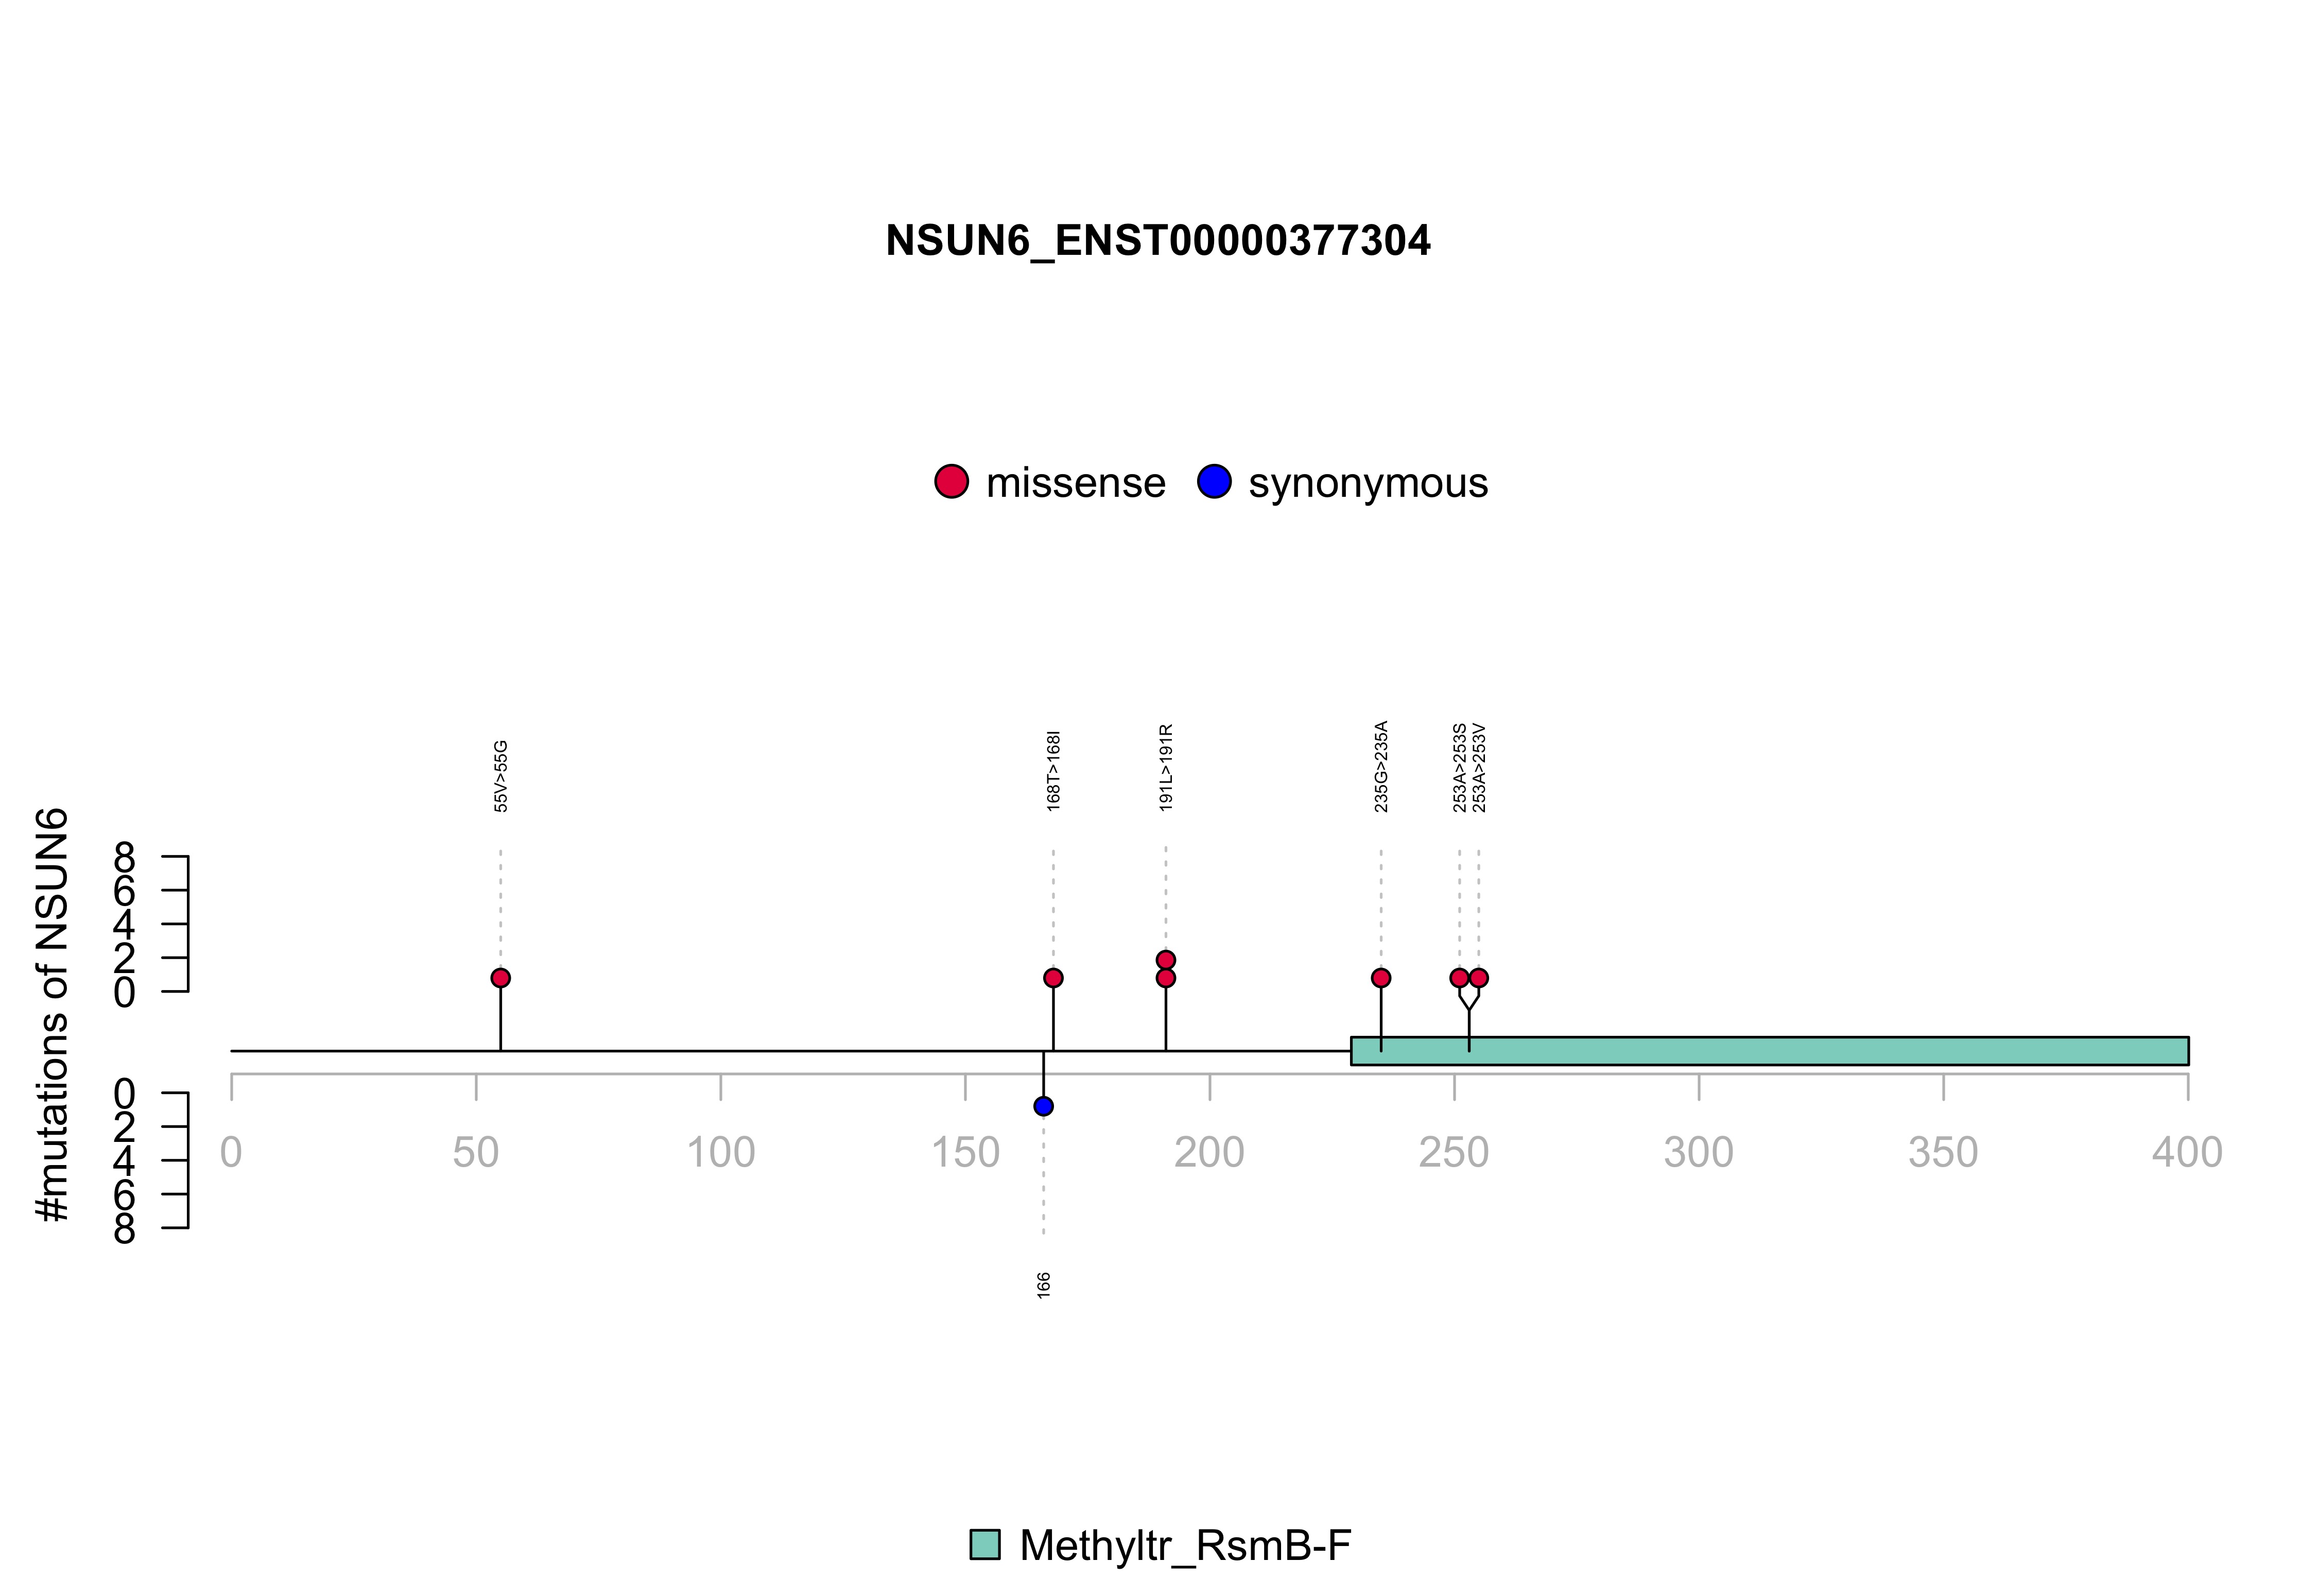 NSUN6_ENST00000377304
missense synonymous
55V>55G
168T>168I
191L>191R
235G>235A
253A>253S
253A>253V
#mutations of NSUN6
8
6
4
2
0
0
2
4
6
8
0 50 100 150 200 250 300 350 400
166
Methyltr_RsmB-F